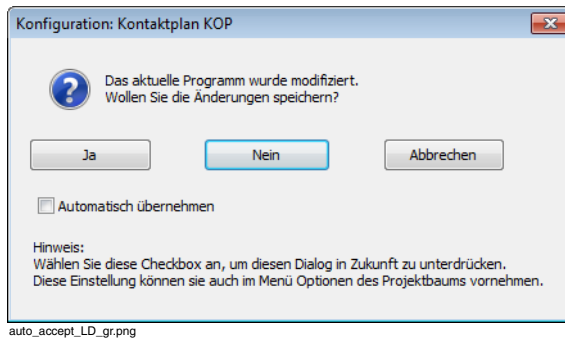 Konfiguration: Kontaktplan KOP
Das aktuelle Programm wurde modifiziert.
Wollen Sie die Änderungen speichern?
Ja Nein Abbrechen
Automatisch übernehmen
Hinweis:
Wählen Sie diese Checkbox an, um diesen Dialog in Zukunft zu unterdrücken.
Diese Einstellung können sie auch im Menü Optionen des Projektbaums vornehmen.
auto_accept_LD_gr.png